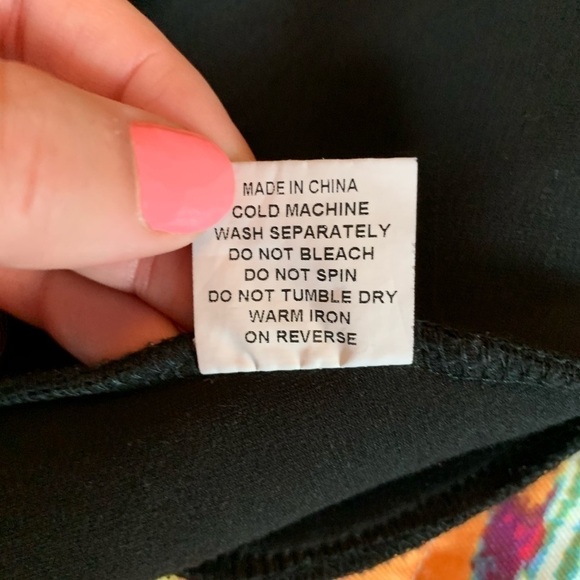 MADE IN CHINA
COLD MACHINE
WASH SEPARATELY
DO NOT BLEACH
DO NOT SPIN
DO NOT TUMBLE DRY
WARM IRON
ON REVERSE